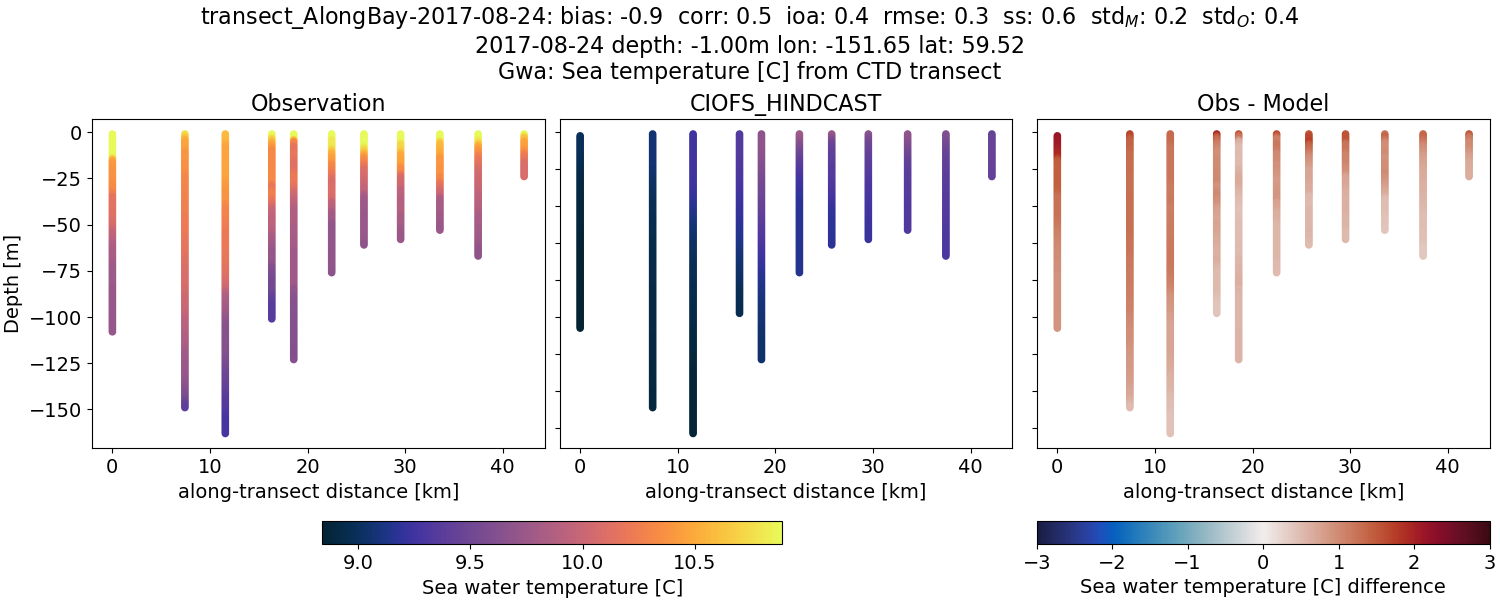 transect_AlongBay-2017-08-24: bias: -0.9  corr: 0.5  ioa: 0.4  rmse: 0.3  ss: 0.6  std_M: 0.2  std_O: 0.4
2017-08-24 depth: -1.00m lon: -151.65 lat: 59.52
Gwa: Sea temperature [C] from CTD transect
Observation
CIOFS_HINDCAST
Obs - Model
Depth [m]
0
−25
−50
−75
−100
−125
−150
0 10 20 30 40
0 10 20 30 40
0 10 20 30 40
along-transect distance [km]
along-transect distance [km]
along-transect distance [km]
9.0 9.5 10.0 10.5
Sea water temperature [C]
−3 −2 −1 0 1 2 3
Sea water temperature [C] difference